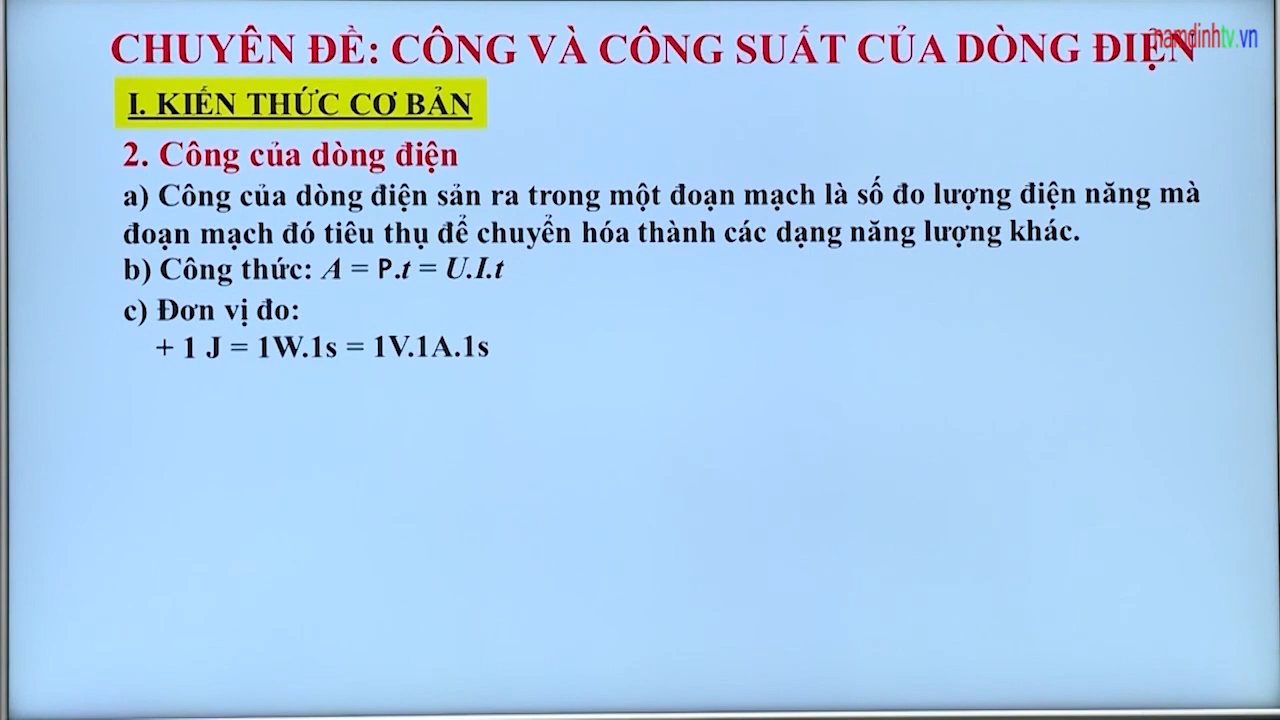 CHUYÊN ĐỀ: CÔNG VÀ CÔNG SUẤT CỦA DÒNG ĐIỆN
namdinhtv.vn
I. KIẾN THỨC CƠ BẢN
2. Công của dòng điện
a) Công của dòng điện sản ra trong một đoạn mạch là số đo lượng điện năng mà
đoạn mạch đó tiêu thụ để chuyển hóa thành các dạng năng lượng khác.
b) Công thức: A = P.t = U.I.t
c) Đơn vị đo:
+ 1 J = 1W.1s = 1V.1A.1s